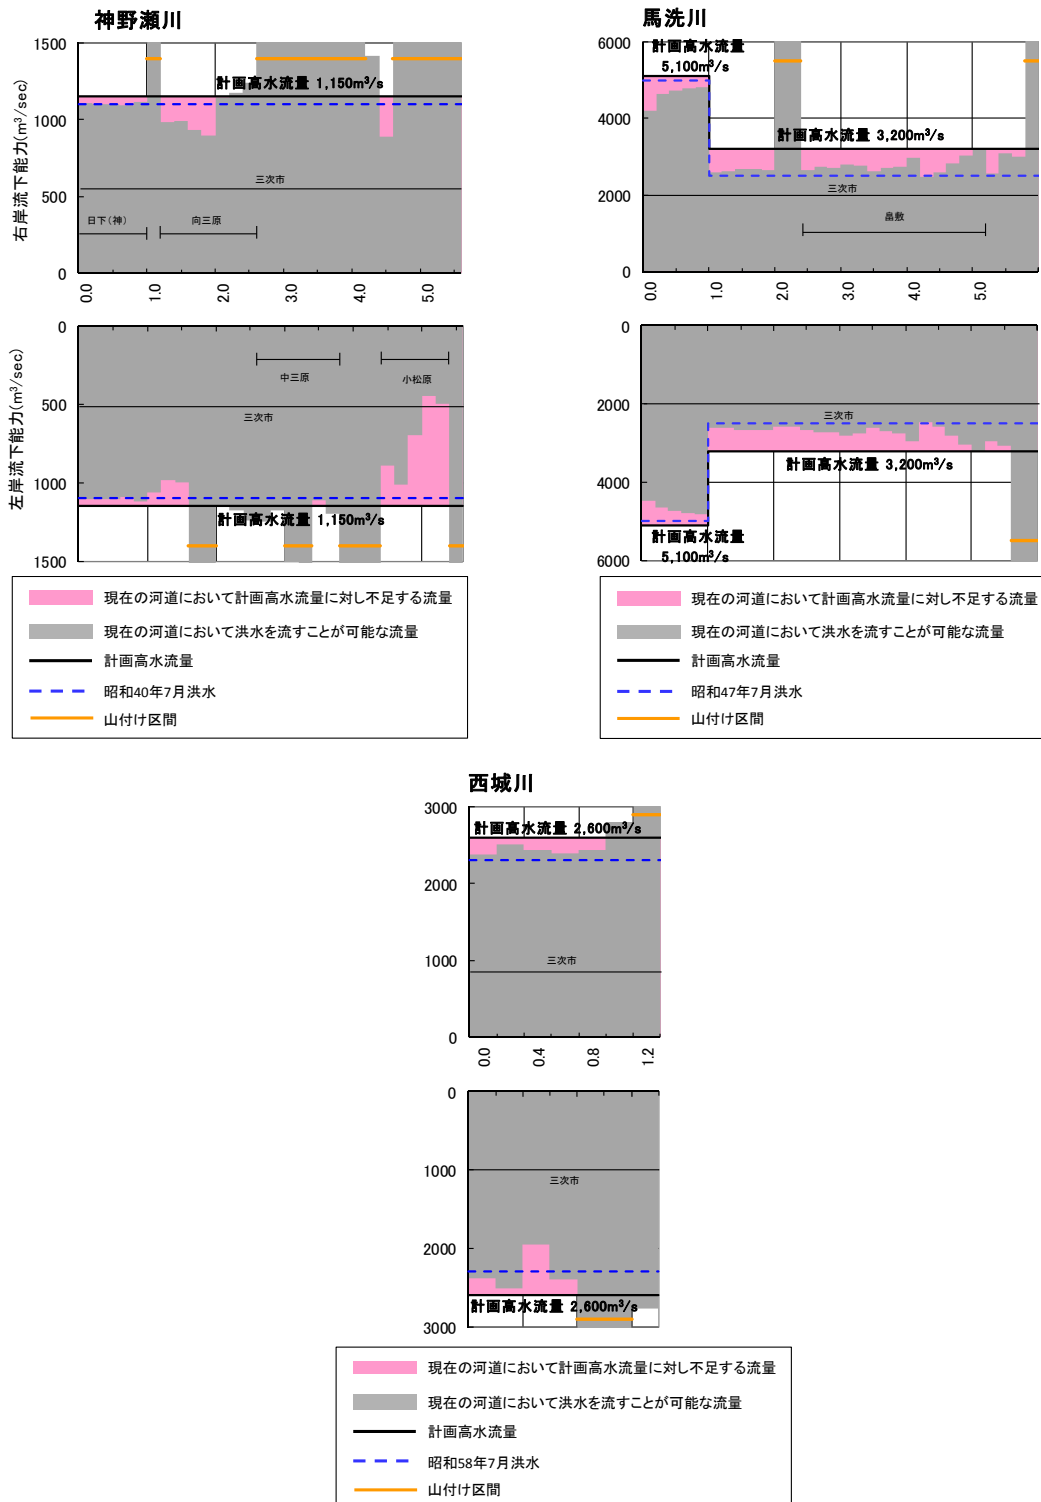 神野瀬川
右岸流下能力(m³/sec)
1500
1000
500
0
計画高水流量 1,150m³/s
三次市
日下(神)
向三原
0.0
1.0
2.0
3.0
4.0
5.0
左岸流下能力(m³/sec)
0
500
1000
1500
中三原
小松原
三次市
計画高水流量 1,150m³/s
現在の河道において計画高水流量に対し不足する流量
現在の河道において洪水を流すことが可能な流量
計画高水流量
昭和40年7月洪水
山付け区間
馬洗川
6000
4000
2000
0
計画高水流量
5,100m³/s
計画高水流量 3,200m³/s
三次市
畠敷
0.0
1.0
2.0
3.0
4.0
5.0
0
2000
4000
6000
三次市
計画高水流量 3,200m³/s
計画高水流量
5,100m³/s
現在の河道において計画高水流量に対し不足する流量
現在の河道において洪水を流すことが可能な流量
計画高水流量
昭和47年7月洪水
山付け区間
西城川
3000
2000
1000
0
計画高水流量 2,600m³/s
三次市
0.0
0.4
0.8
1.2
0
1000
2000
3000
三次市
計画高水流量 2,600m³/s
現在の河道において計画高水流量に対し不足する流量
現在の河道において洪水を流すことが可能な流量
計画高水流量
昭和58年7月洪水
山付け区間